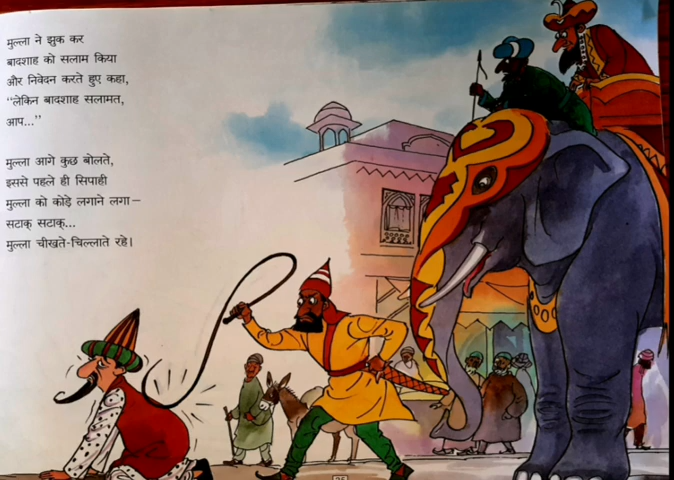 मुल्ला ने झुक कर
बादशाह को सलाम किया
और निवेदन करते हुए कहा,
“लेकिन बादशाह सलामत,
आप...”
मुल्ला आगे कुछ बोलते,
इससे पहले ही सिपाही
मुल्ला को कोड़े लगाने लगा–
सटाक् सटाक्...
मुल्ला चीखते-चिल्लाते रहे।